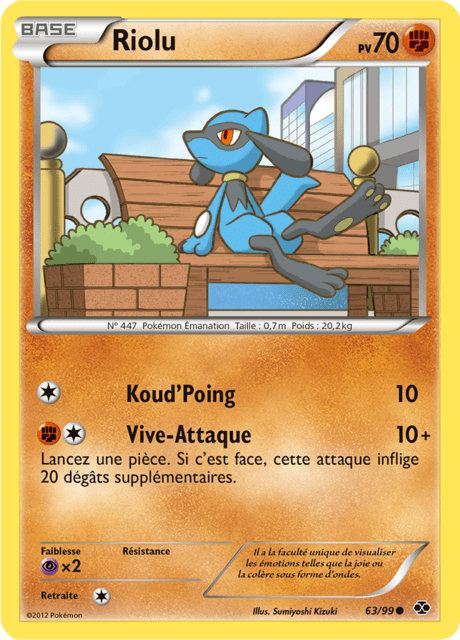 BASE
Riolu
PV70
N° 447 Pokémon Émanation Taille : 0,7m Poids : 20,2kg
Koud'Poing 10
Vive-Attaque 10+
Lancez une pièce. Si c'est face, cette attaque inflige
20 dégâts supplémentaires.
Faiblesse Résistance
×2
Retraite
Il a la faculté unique de visualiser
les émotions telles que la joie ou
la colère sous forme d'ondes.
©2012 Pokémon
Illus. Sumiyoshi Kizuki 63/99